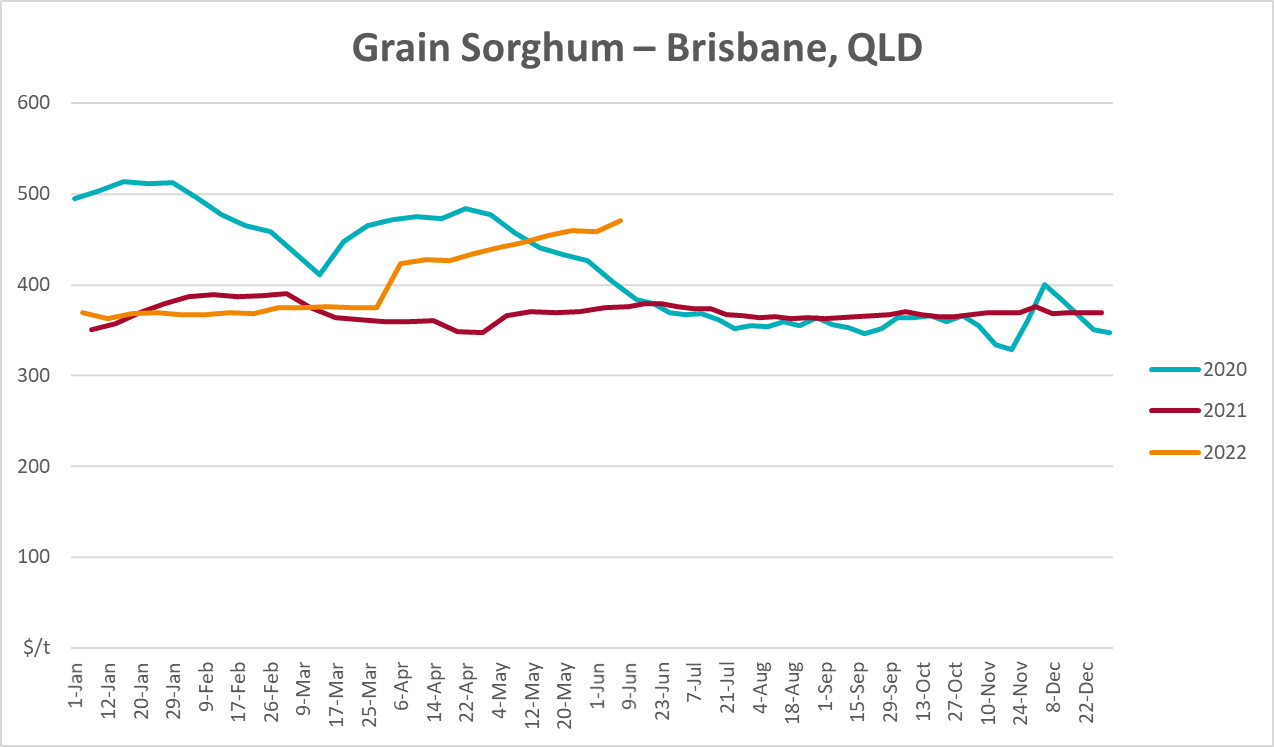 Grain Sorghum – Brisbane, QLD
600
500
400
300
200
100
$/t
1-Jan
12-Jan
20-Jan
29-Jan
9-Feb
17-Feb
26-Feb
9-Mar
17-Mar
25-Mar
6-Apr
14-Apr
22-Apr
4-May
12-May
20-May
1-Jun
9-Jun
23-Jun
7-Jul
21-Jul
4-Aug
18-Aug
1-Sep
15-Sep
29-Sep
13-Oct
27-Oct
10-Nov
24-Nov
8-Dec
22-Dec
2020
2021
2022